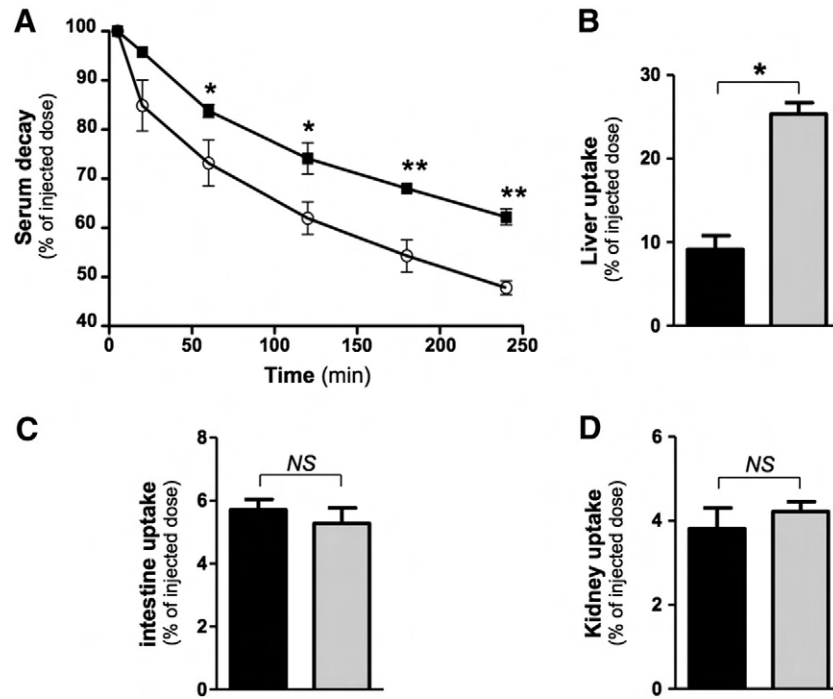 A
Serum decay
(% of injected dose)
100
90
80
70
60
50
40
*
*
**
**
0
50
100
150
200
250
Time (min)
B
Liver uptake
(% of injected dose)
30
20
10
0
*
C
intestine uptake
(% of injected dose)
8
6
4
2
0
NS
D
Kidney uptake
(% of injected dose)
6
4
2
0
NS